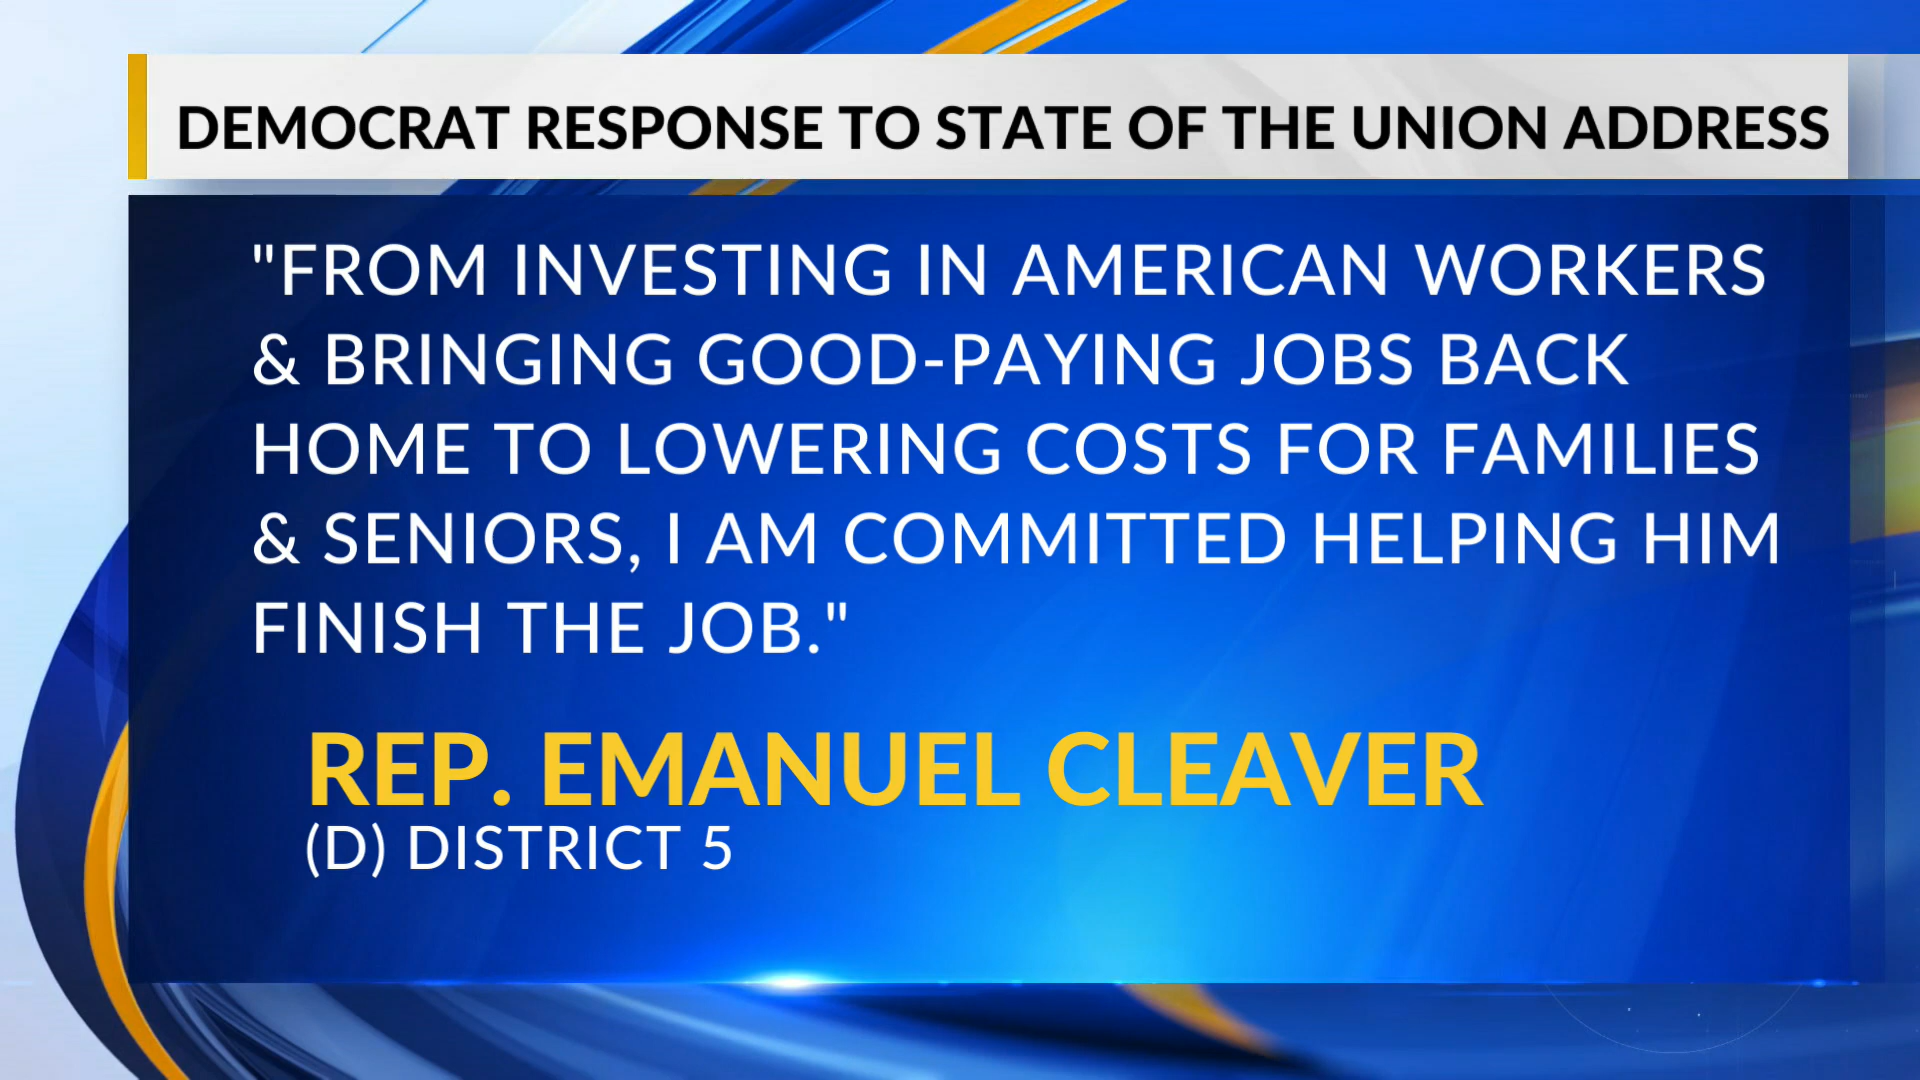 DEMOCRAT RESPONSE TO STATE OF THE UNION ADDRESS
"FROM INVESTING IN AMERICAN WORKERS
& BRINGING GOOD-PAYING JOBS BACK
HOME TO LOWERING COSTS FOR FAMILIES
& SENIORS, I AM COMMITTED HELPING HIM
FINISH THE JOB."
REP. EMANUEL CLEAVER
(D) DISTRICT 5